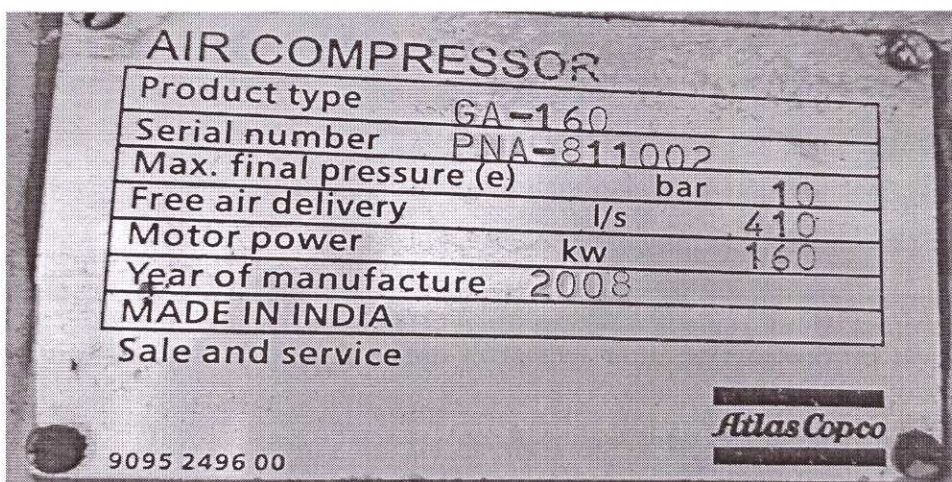 AIR COMPRESSOR
Product type GA-160
Serial number PNA-811002
Max. final pressure (e) bar 10
Free air delivery l/s 410
Motor power kw 160
Year of manufacture 2008
MADE IN INDIA
Sale and service
Atlas Copco
9095 2496 00